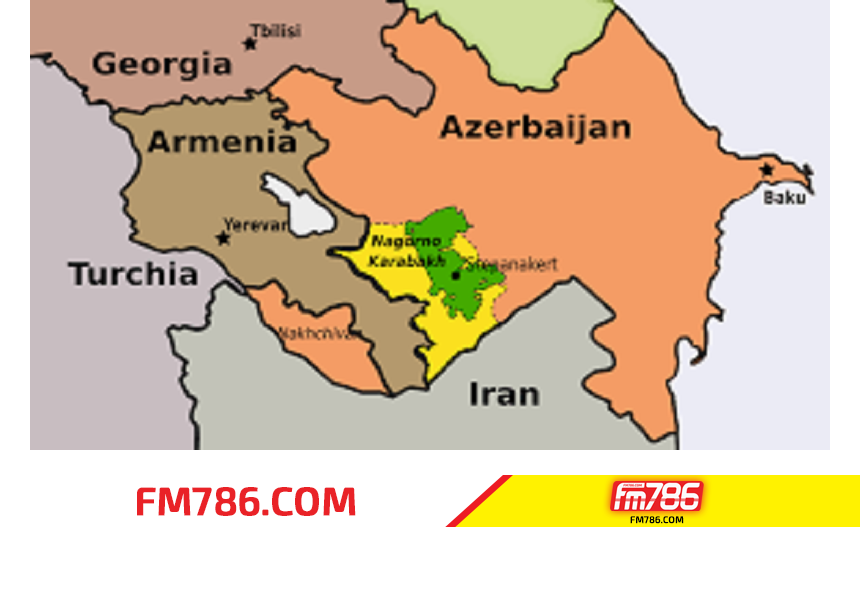 Tbilisi
Georgia
Azerbaijan
Armenia
Baku
Yerevan
Nagorno
Karabakh
Stepanakert
Turchia
Nakhchivan
Iran
FM786.COM
fm786
FM786.COM